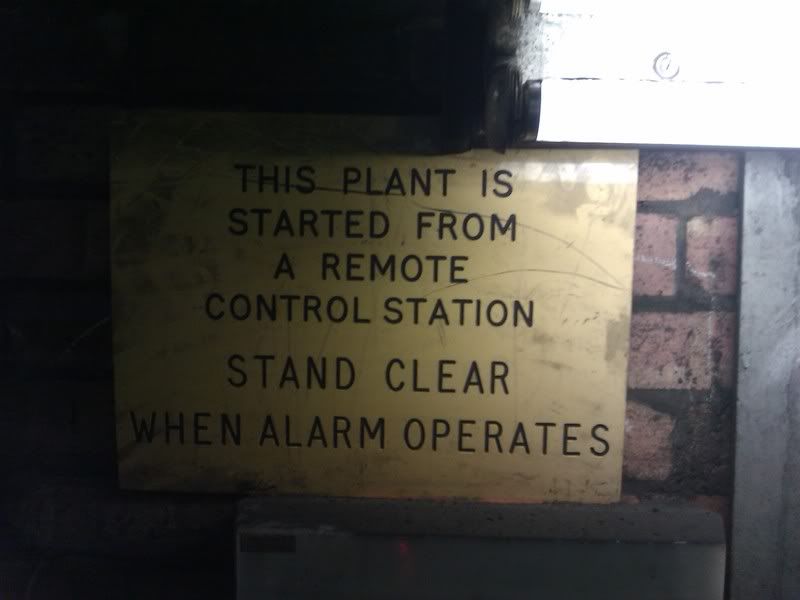 THIS PLANT IS
STARTED FROM
A REMOTE
CONTROL STATION
STAND CLEAR
WHEN ALARM OPERATES